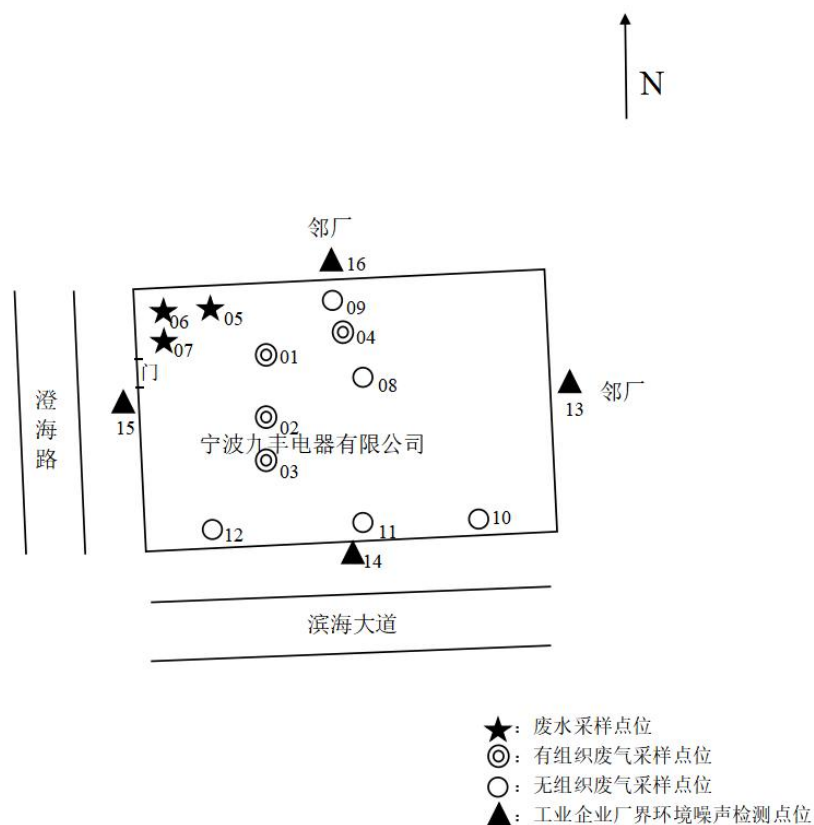 N
邻厂
16
09
06
05
04
07
01
门
08
澄海路
邻厂
13
15
02
宁波九丰电器有限公司
03
12
11
10
14
滨海大道
：废水采样点位
：有组织废气采样点位
：无组织废气采样点位
：工业企业厂界环境噪声检测点位